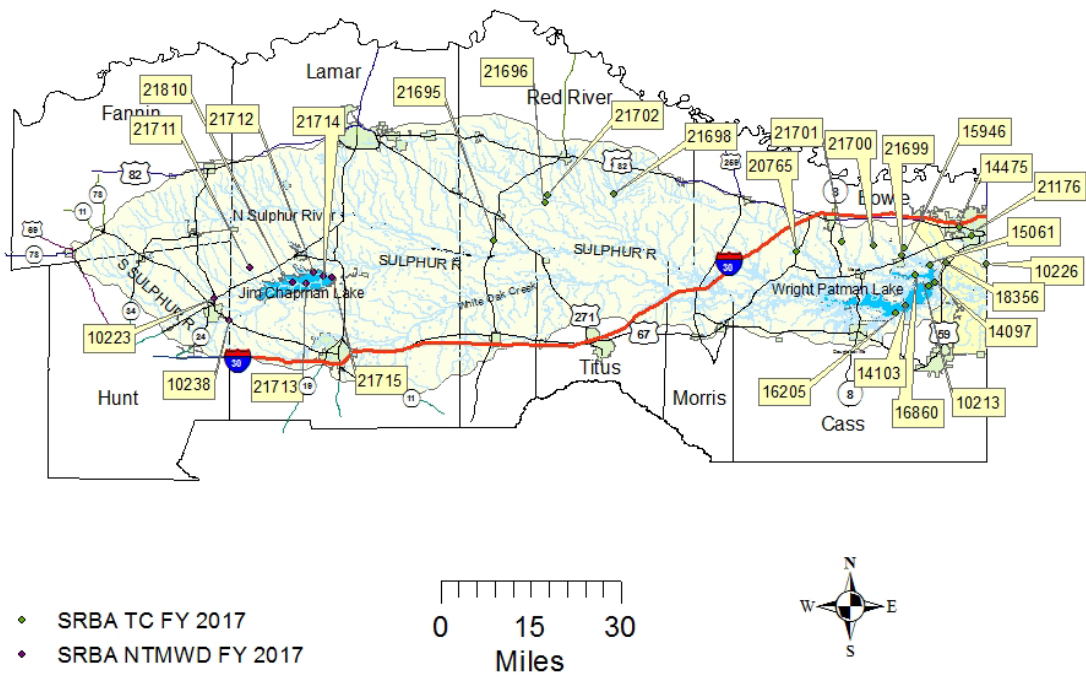 Lamar
21696
Red River
21810
21712
21695
21702
Fannin
21711
21714
21698
21701
21700
21699
15946
20765
14475
82
82
269
8
Bowie
21176
78
11
N Sulphur River
69
78
15061
SULPHUR R
SULPHUR R
30
10226
S SULPHUR R
Jim Chapman Lake
Wright Patman Lake
White Oak Creek
18356
34
24
271
67
59
14097
10223
30
10238
21713
19
21715
Titus
11
Hunt
Morris
16205
14103
8
16860
10213
Cass
N
W
E
S
SRBA TC FY 2017
SRBA NTMWD FY 2017
0 15 30
Miles